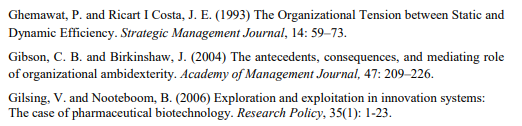 Ghemawat, P. and Ricart I Costa, J. E. (1993) The Organizational Tension between Static and
Dynamic Efficiency. Strategic Management Journal, 14: 59–73.
Gibson, C. B. and Birkinshaw, J. (2004) The antecedents, consequences, and mediating role
of organizational ambidexterity. Academy of Management Journal, 47: 209–226.
Gilsing, V. and Nooteboom, B. (2006) Exploration and exploitation in innovation systems:
The case of pharmaceutical biotechnology. Research Policy, 35(1): 1-23.